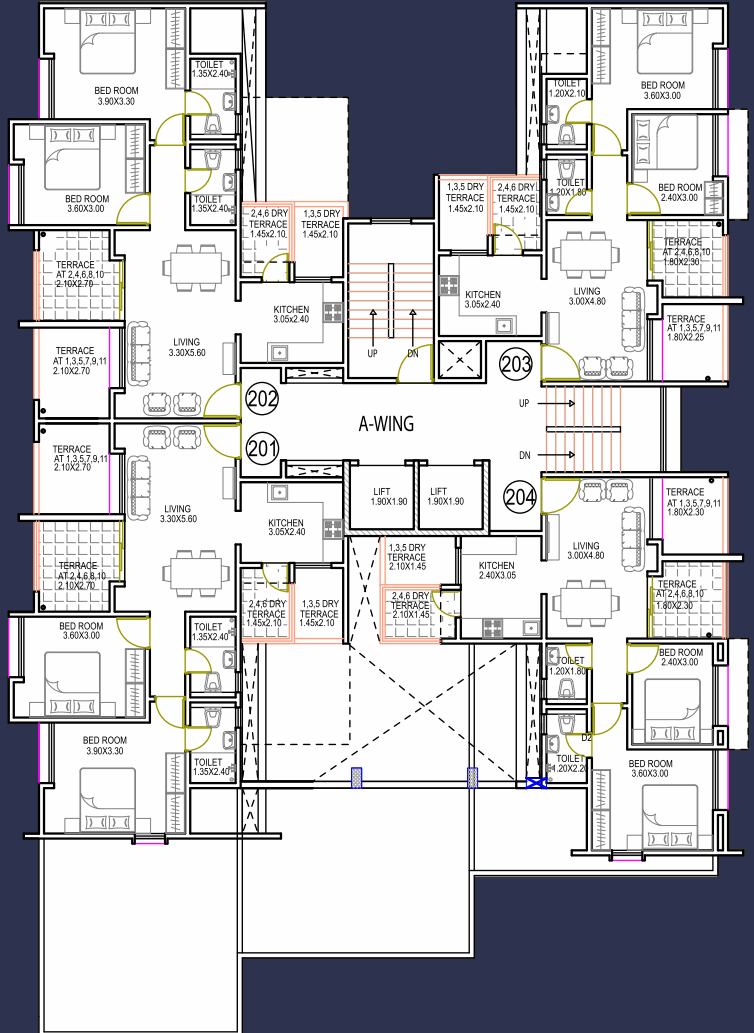 BED ROOM
3.90X3.30
TOILET
1.35X2.40
BED ROOM
3.60X3.00
TOILET
1.35X2.40
2,4,6 DRY
TERRACE
1.45x2.10
1,3,5 DRY
TERRACE
1.45x2.10
TERRACE
AT 2,4,6,8,10
2.10X2.70
KITCHEN
3.05x2.40
LIVING
3.30X5.60
TERRACE
AT 1,3,5,7,9,11
2.10X2.70
UP
DN
202
TOILET
1.20X2.10
BED ROOM
3.60X3.00
TOILET
1.20X1.80
BED ROOM
2.40X3.00
1,3,5 DRY
TERRACE
1.45x2.10
2,4,6 DRY
TERRACE
1.45x2.10
TERRACE
AT 2,4,6,8,10
1.80X2.30
KITCHEN
3.05x2.40
LIVING
3.00X4.80
TERRACE
AT 1,3,5,7,9,11
1.80X2.25
203
A-WING
UP
DN
201
TERRACE
AT 1,3,5,7,9,11
2.10X2.70
LIVING
3.30X5.60
KITCHEN
3.05X2.40
LIFT
1.90X1.90
LIFT
1.90X1.90
204
TERRACE
AT 1,3,5,7,9,11
1.80X2.30
LIVING
3.00X4.80
1,3,5 DRY
TERRACE
2.10X1.45
KITCHEN
2.40X3.05
TERRACE
AT 2,4,6,8,10
2.10X2.70
2,4,6 DRY
TERRACE
1.45x2.10
1,3,5 DRY
TERRACE
1.45x2.10
2,4,6 DRY
TERRACE
2.10X1.45
TERRACE
AT 2,4,6,8,10
1.80X2.30
BED ROOM
3.60X3.00
TOILET
1.35X2.40
TOILET
1.20X1.80
BED ROOM
2.40X3.00
BED ROOM
3.90X3.30
TOILET
1.35X2.40
D2
TOILET
1.20X2.20
BED ROOM
3.60X3.00